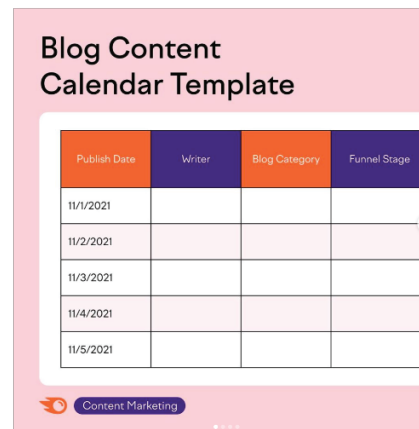 Blog Content
Calendar Template
Publish Date Writer Blog Category Funnel Stage
11/1/2021
11/2/2021
11/3/2021
11/4/2021
11/5/2021
Content Marketing